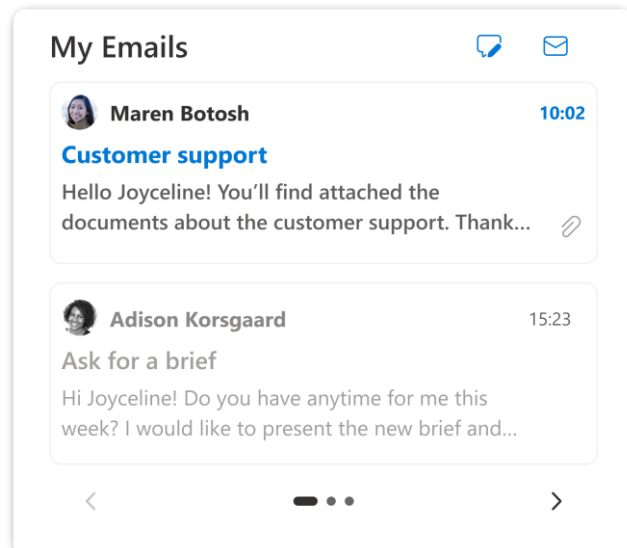 My Emails
Maren Botosh
10:02
Customer support
Hello Joyceline! You’ll find attached the
documents about the customer support. Thank...
Adison Korsgaard
15:23
Ask for a brief
Hi Joyceline! Do you have anytime for me this
week? I would like to present the new brief and...